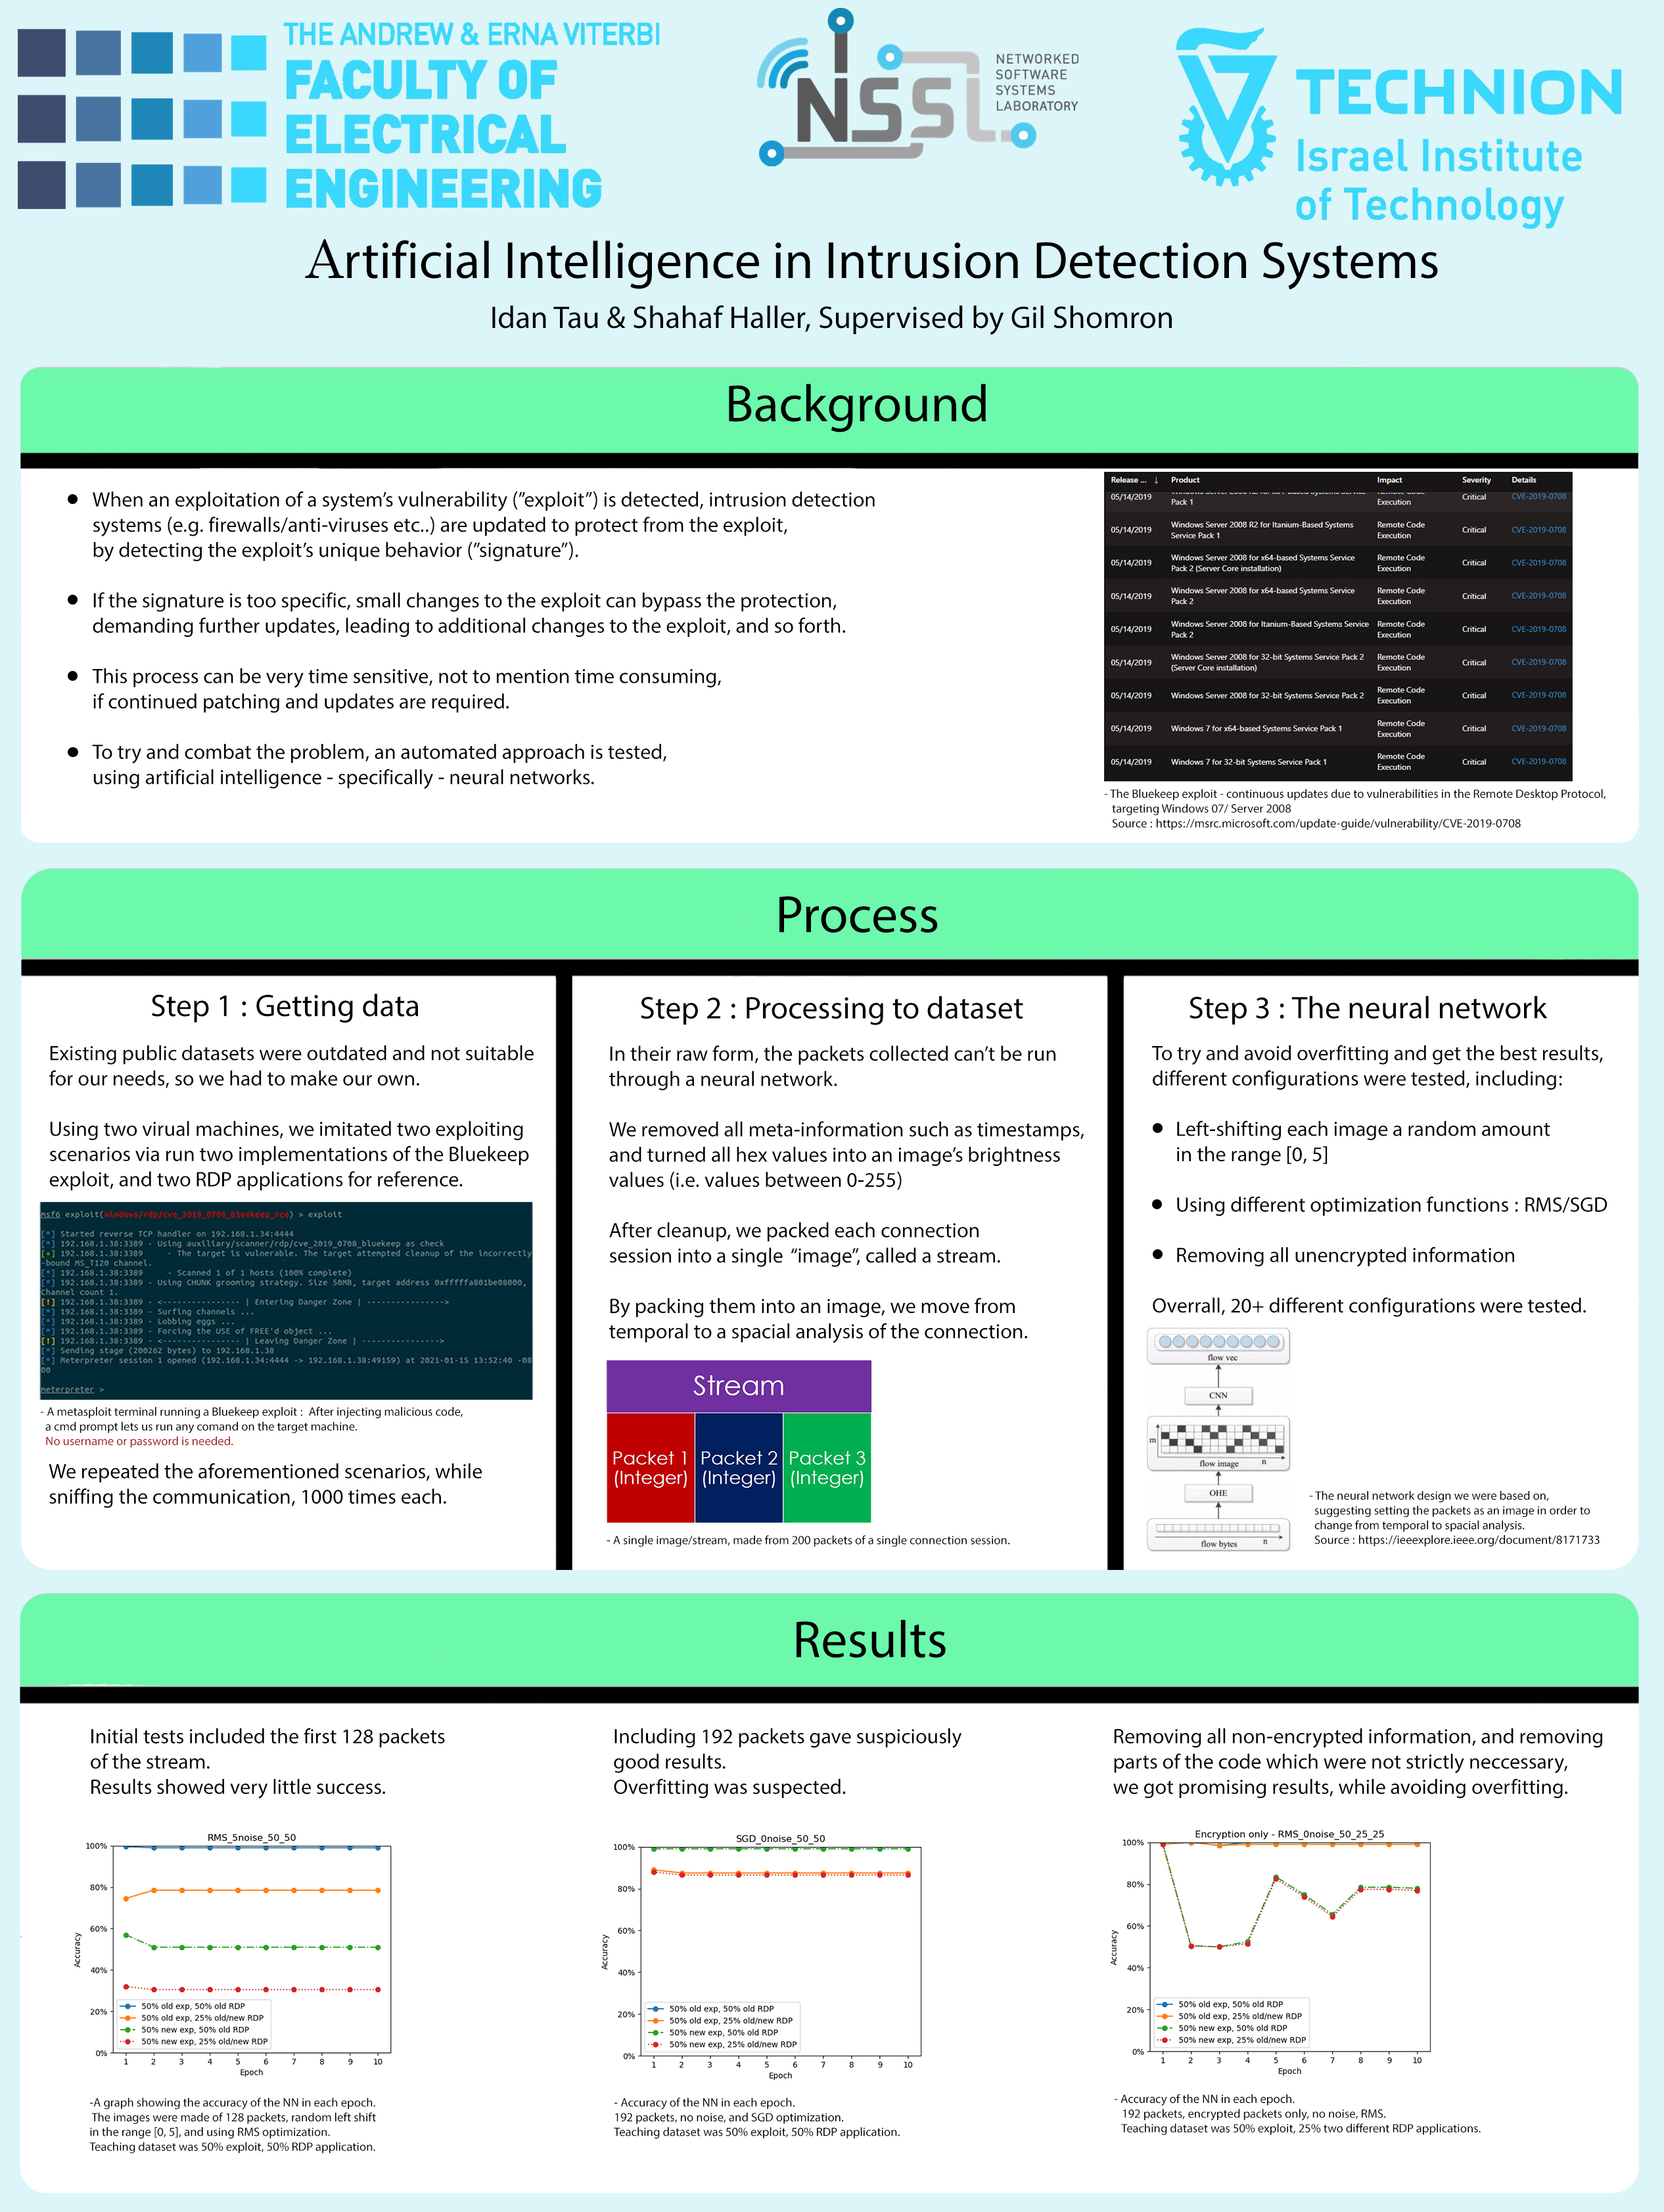 THE ANDREW & ERNA VITERBI
FACULTY OF
ELECTRICAL
ENGINEERING
NSSL
NETWORKED
SOFTWARE
SYSTEMS
LABORATORY
TECHNION
Israel Institute
of Technology
Artificial Intelligence in Intrusion Detection Systems
Idan Tau & Shahaf Haller, Supervised by Gil Shomron
Background
● When an exploitation of a system's vulnerability ("exploit") is detected, intrusion detection
systems (e.g. firewalls/anti-viruses etc..) are updated to protect from the exploit,
by detecting the exploit's unique behavior ("signature").
● If the signature is too specific, small changes to the exploit can bypass the protection,
demanding further updates, leading to additional changes to the exploit, and so forth.
● This process can be very time sensitive, not to mention time consuming,
if continued patching and updates are required.
● To try and combat the problem, an automated approach is tested,
using artificial intelligence - specifically - neural networks.
Release ... ↓ Product Impact Severity Details
05/14/2019 Pack 1 Execution Critical CVE-2019-0708
05/14/2019 Windows Server 2008 R2 for Itanium-Based Systems Service Pack 1 Remote Code Execution Critical CVE-2019-0708
05/14/2019 Windows Server 2008 for x64-based Systems Service Pack 2 (Server Core installation) Remote Code Execution Critical CVE-2019-0708
05/14/2019 Windows Server 2008 for x64-based Systems Service Pack 2 Remote Code Execution Critical CVE-2019-0708
05/14/2019 Windows Server 2008 for Itanium-Based Systems Service Pack 2 Remote Code Execution Critical CVE-2019-0708
05/14/2019 Windows Server 2008 for 32-bit Systems Service Pack 2 (Server Core installation) Remote Code Execution Critical CVE-2019-0708
05/14/2019 Windows Server 2008 for 32-bit Systems Service Pack 2 Remote Code Execution Critical CVE-2019-0708
05/14/2019 Windows 7 for x64-based Systems Service Pack 1 Remote Code Execution Critical CVE-2019-0708
05/14/2019 Windows 7 for 32-bit Systems Service Pack 1 Remote Code Execution Critical CVE-2019-0708
- The Bluekeep exploit - continuous updates due to vulnerabilities in the Remote Desktop Protocol,
targeting Windows 07/ Server 2008
Source : https://msrc.microsoft.com/update-guide/vulnerability/CVE-2019-0708
Process
Step 1 : Getting data
Existing public datasets were outdated and not suitable
for our needs, so we had to make our own.
Using two virual machines, we imitated two exploiting
scenarios via run two implementations of the Bluekeep
exploit, and two RDP applications for reference.
msf6 exploit(windows/rdp/cve_2019_0708_bluekeep_rce) > exploit
[*] Started reverse TCP handler on 192.168.1.34:4444
[*] 192.168.1.38:3389 - Using auxiliary/scanner/rdp/cve_2019_0708_bluekeep as check
[+] 192.168.1.38:3389 - The target is vulnerable. The target attempted cleanup of the incorrectly
-bound MS_T120 channel.
[*] 192.168.1.38:3389 - Scanned 1 of 1 hosts (100% complete)
[*] 192.168.1.38:3389 - Using CHUNK grooming strategy. Size 50MB, target address 0xfffffa801be08000,
Channel count 1.
[!] 192.168.1.38:3389 - <---------------- | Entering Danger Zone | ---------------->
[*] 192.168.1.38:3389 - Surfing channels ...
[*] 192.168.1.38:3389 - Lobbing eggs ...
[*] 192.168.1.38:3389 - Forcing the USE of FREE'd object ...
[!] 192.168.1.38:3389 - <---------------- | Leaving Danger Zone | ---------------->
[*] Sending stage (200262 bytes) to 192.168.1.38
[*] Meterpreter session 1 opened (192.168.1.34:4444 -> 192.168.1.38:49159) at 2021-01-15 13:52:40 -08
00
meterpreter >
- A metasploit terminal running a Bluekeep exploit : After injecting malicious code,
a cmd prompt lets us run any comand on the target machine.
No username or password is needed.
We repeated the aforementioned scenarios, while
sniffing the communication, 1000 times each.
Step 2 : Processing to dataset
In their raw form, the packets collected can't be run
through a neural network.
We removed all meta-information such as timestamps,
and turned all hex values into an image's brightness
values (i.e. values between 0-255)
After cleanup, we packed each connection
session into a single "image", called a stream.
By packing them into an image, we move from
temporal to a spacial analysis of the connection.
Stream
Packet 1 Packet 2 Packet 3
(Integer) (Integer) (Integer)
- A single image/stream, made from 200 packets of a single connection session.
Step 3 : The neural network
To try and avoid overfitting and get the best results,
different configurations were tested, including:
● Left-shifting each image a random amount
in the range [0, 5]
● Using different optimization functions : RMS/SGD
● Removing all unencrypted information
Overrall, 20+ different configurations were tested.
flow vec
CNN
m
flow image n
OHE
flow bytes n
- The neural network design we were based on,
suggesting setting the packets as an image in order to
change from temporal to spacial analysis.
Source : https://ieeexplore.ieee.org/document/8171733
Results
Initial tests included the first 128 packets
of the stream.
Results showed very little success.
RMS_5noise_50_50
100%
80%
60%
40%
20%
0%
Accuracy
50% old exp, 50% old RDP
50% old exp, 25% old/new RDP
50% new exp, 50% old RDP
50% new exp, 25% old/new RDP
1 2 3 4 5 6 7 8 9 10
Epoch
-A graph showing the accuracy of the NN in each epoch.
The images were made of 128 packets, random left shift
in the range [0, 5], and using RMS optimization.
Teaching dataset was 50% exploit, 50% RDP application.
Including 192 packets gave suspiciously
good results.
Overfitting was suspected.
SGD_0noise_50_50
100%
80%
60%
40%
20%
0%
Accuracy
50% old exp, 50% old RDP
50% old exp, 25% old/new RDP
50% new exp, 50% old RDP
50% new exp, 25% old/new RDP
1 2 3 4 5 6 7 8 9 10
Epoch
- Accuracy of the NN in each epoch.
192 packets, no noise, and SGD optimization.
Teaching dataset was 50% exploit, 50% RDP application.
Removing all non-encrypted information, and removing
parts of the code which were not strictly neccessary,
we got promising results, while avoiding overfitting.
Encryption only - RMS_0noise_50_25_25
100%
80%
60%
40%
20%
0%
Accuracy
50% old exp, 50% old RDP
50% old exp, 25% old/new RDP
50% new exp, 50% old RDP
50% new exp, 25% old/new RDP
1 2 3 4 5 6 7 8 9 10
Epoch
- Accuracy of the NN in each epoch.
192 packets, encrypted packets only, no noise, RMS.
Teaching dataset was 50% exploit, 25% two different RDP applications.